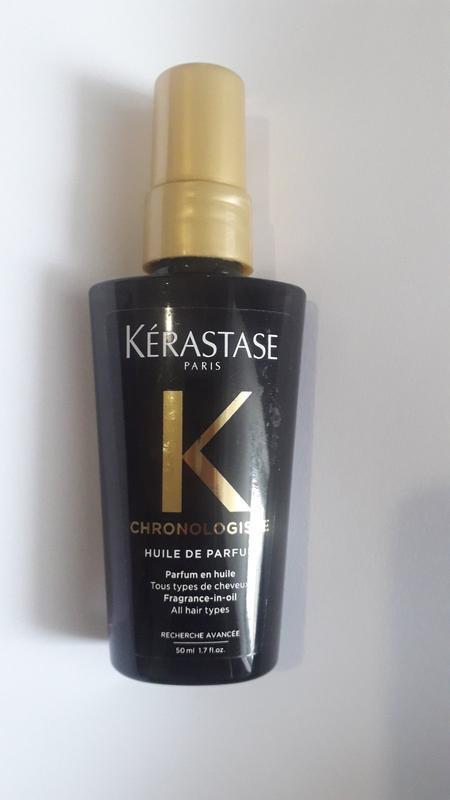 KÉRASTASE
PARIS
K
CHRONOLOGISTE
HUILE DE PARFUM
Parfum en huile
Tous types de cheveux
Fragrance-in-oil
All hair types
RECHERCHE AVANCÉE
50 ml 1.7 fl.oz.